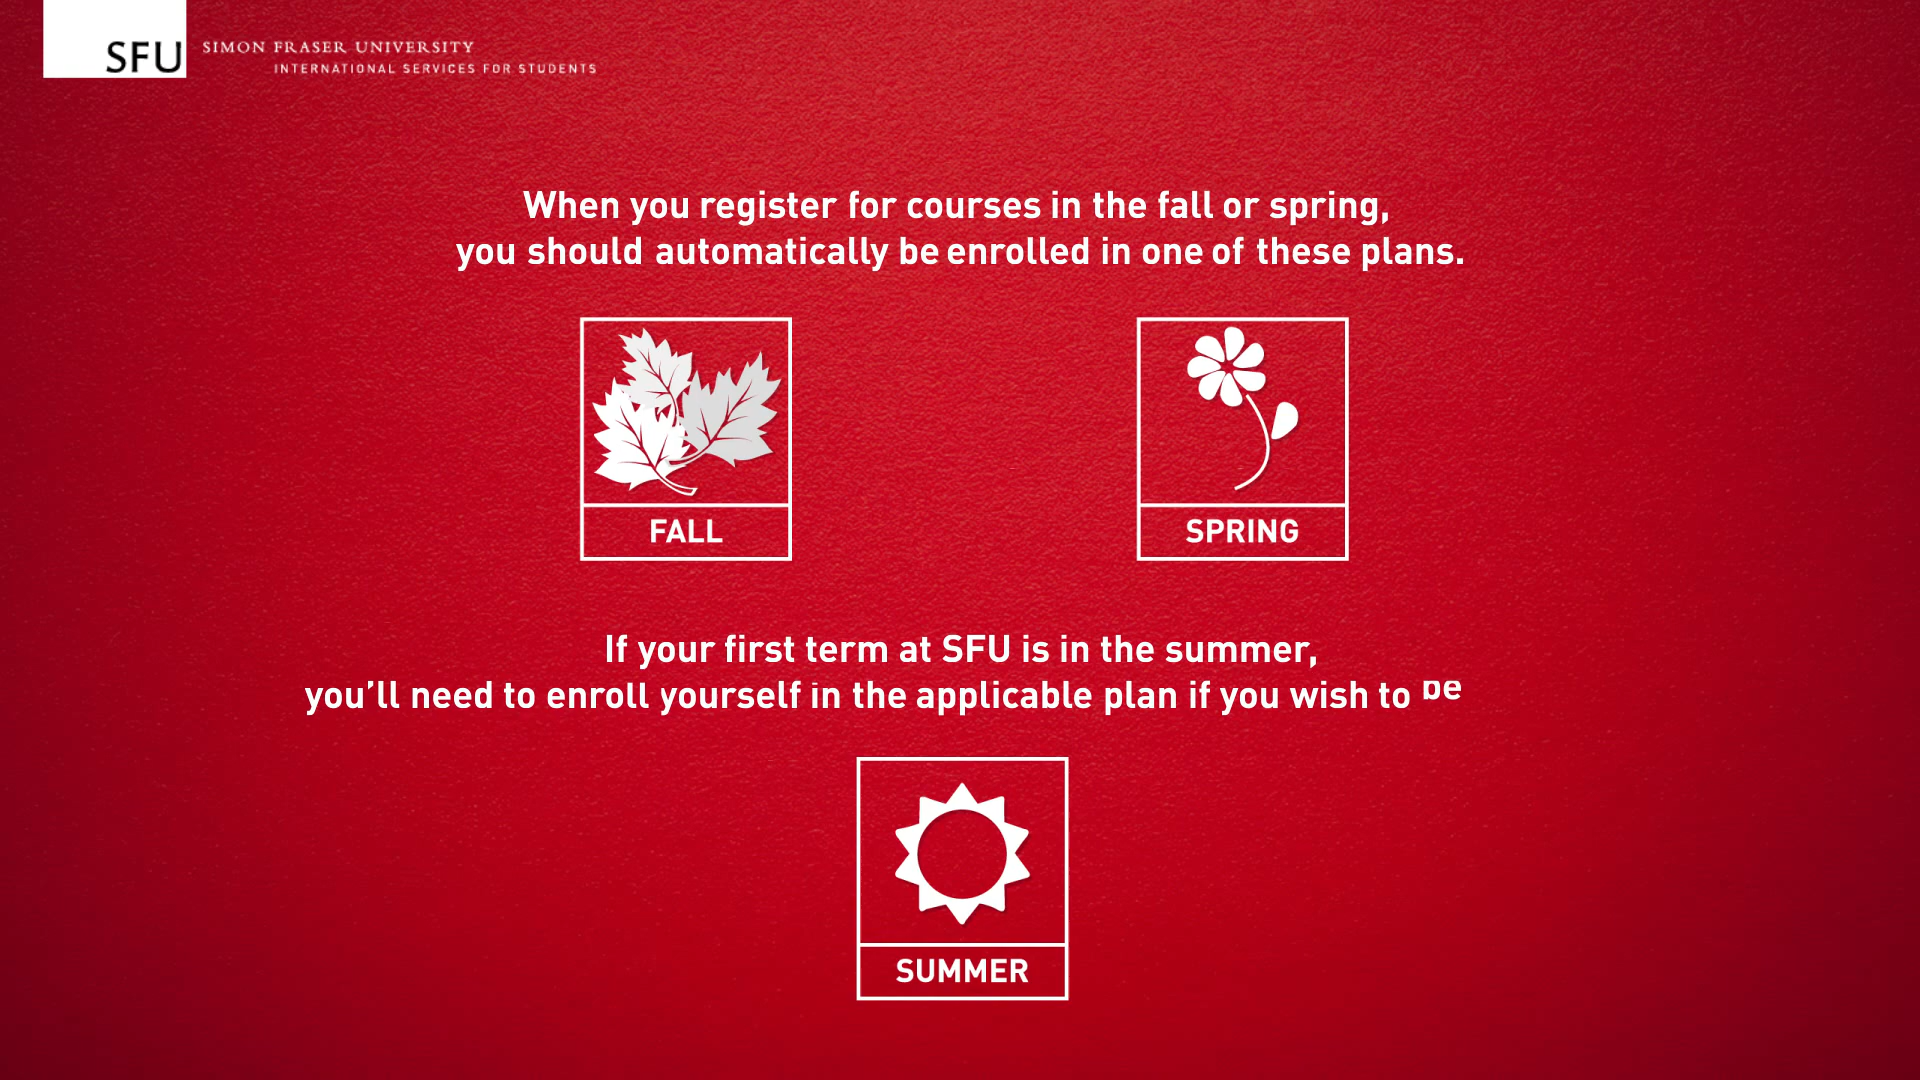 SFU
SIMON FRASER UNIVERSITY
INTERNATIONAL SERVICES FOR STUDENTS
When you register for courses in the fall or spring,
you should automatically be enrolled in one of these plans.
FALL
SPRING
If your first term at SFU is in the summer,
you’ll need to enroll yourself in the applicable plan if you wish to be
SUMMER